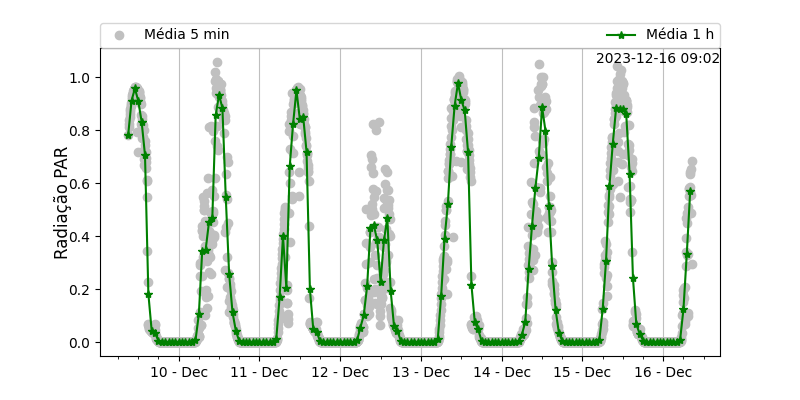 Média 5 min
Média 1 h
2023-12-16 09:02
Radiação PAR
1.0
0.8
0.6
0.4
0.2
0.0
10 - Dec
11 - Dec
12 - Dec
13 - Dec
14 - Dec
15 - Dec
16 - Dec